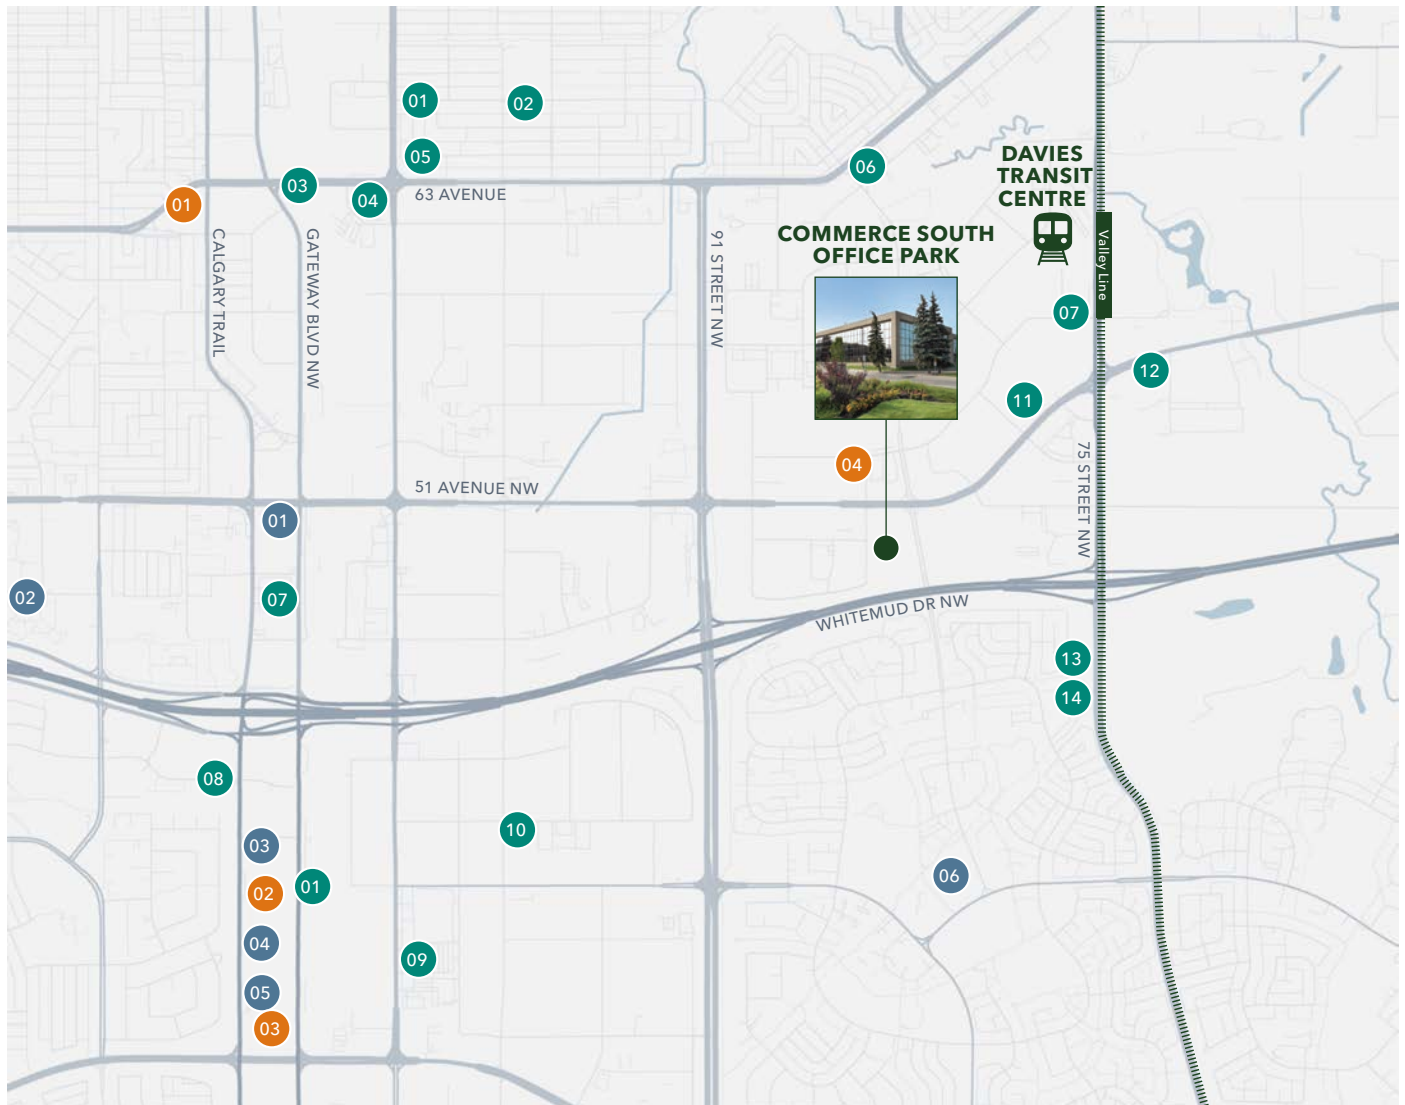 01
02
05
06
DAVIES
TRANSIT
CENTRE
03
04
01
63 AVENUE
CALGARY TRAIL
GATEWAY BLVD NW
91 STREET NW
COMMERCE SOUTH
OFFICE PARK
Valley Line
07
12
11
04
75 STREET NW
51 AVENUE NW
01
02
07
WHITEMUD DR NW
13
14
08
10
03
02
01
06
04
09
05
03